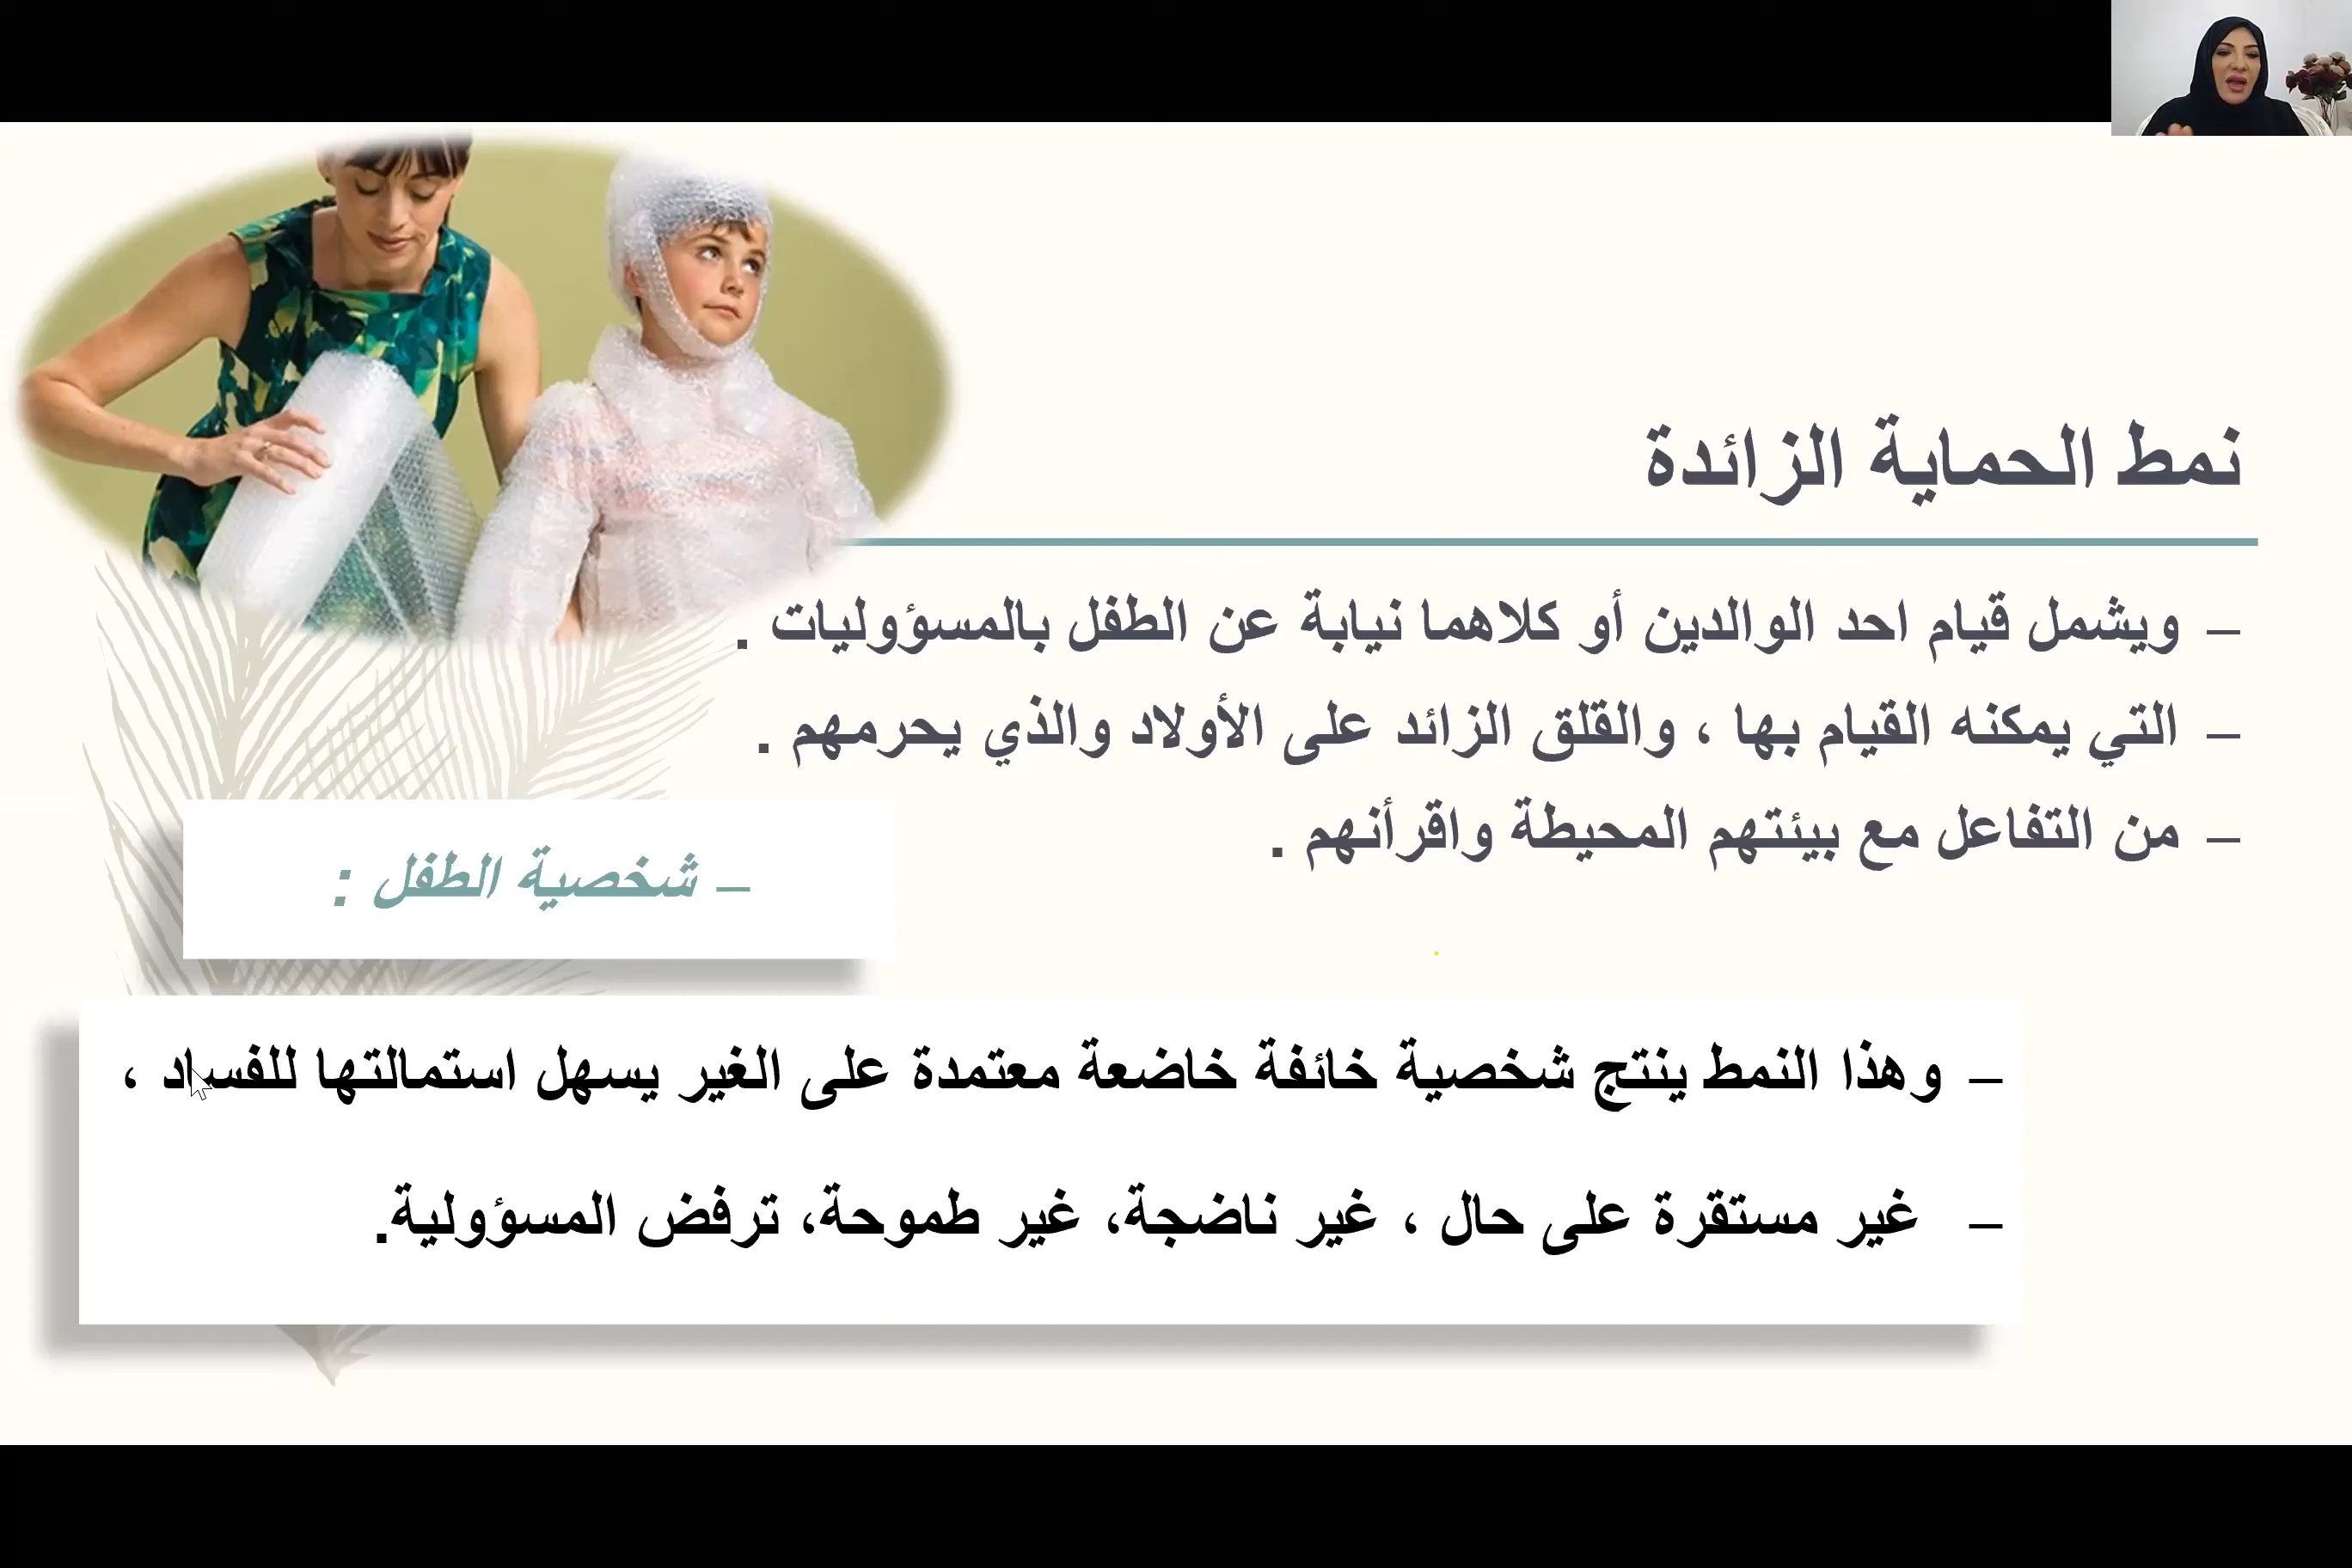 نمط الحماية الزائدة
– ويشمل قيام احد الوالدين أو كلاهما نيابة عن الطفل بالمسؤوليات .
– التي يمكنه القيام بها ، والقلق الزائد على الأولاد والذي يحرمهم .
– من التفاعل مع بيئتهم المحيطة واقرأنهم .
– شخصية الطفل :
– وهذا النمط ينتج شخصية خائفة خاضعة معتمدة على الغير يسهل استمالتها للفساد ،
– غير مستقرة على حال ، غير ناضجة، غير طموحة، ترفض المسؤولية.